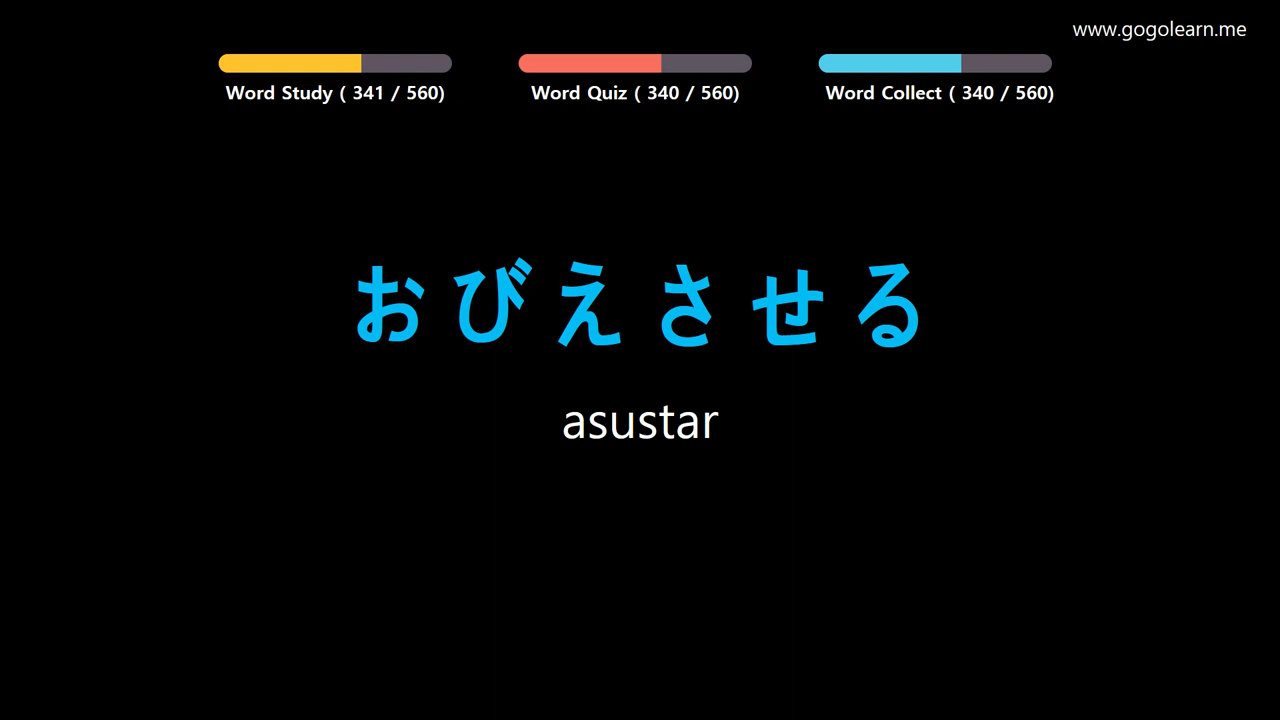 www.gogolearn.me
Word Study ( 341 / 560)
Word Quiz ( 340 / 560)
Word Collect ( 340 / 560)
おびえさせる
asustar